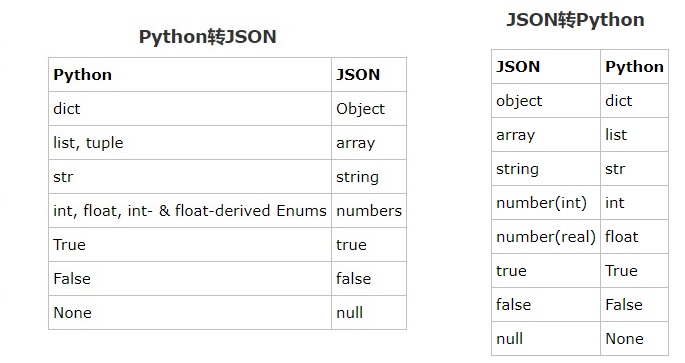 Python转JSON
Python JSON
dict Object
list, tuple array
str string
int, float, int- & float-derived Enums numbers
True true
False false
None null
JSON转Python
JSON Python
object dict
array list
string str
number(int) int
number(real) float
true True
false False
null None